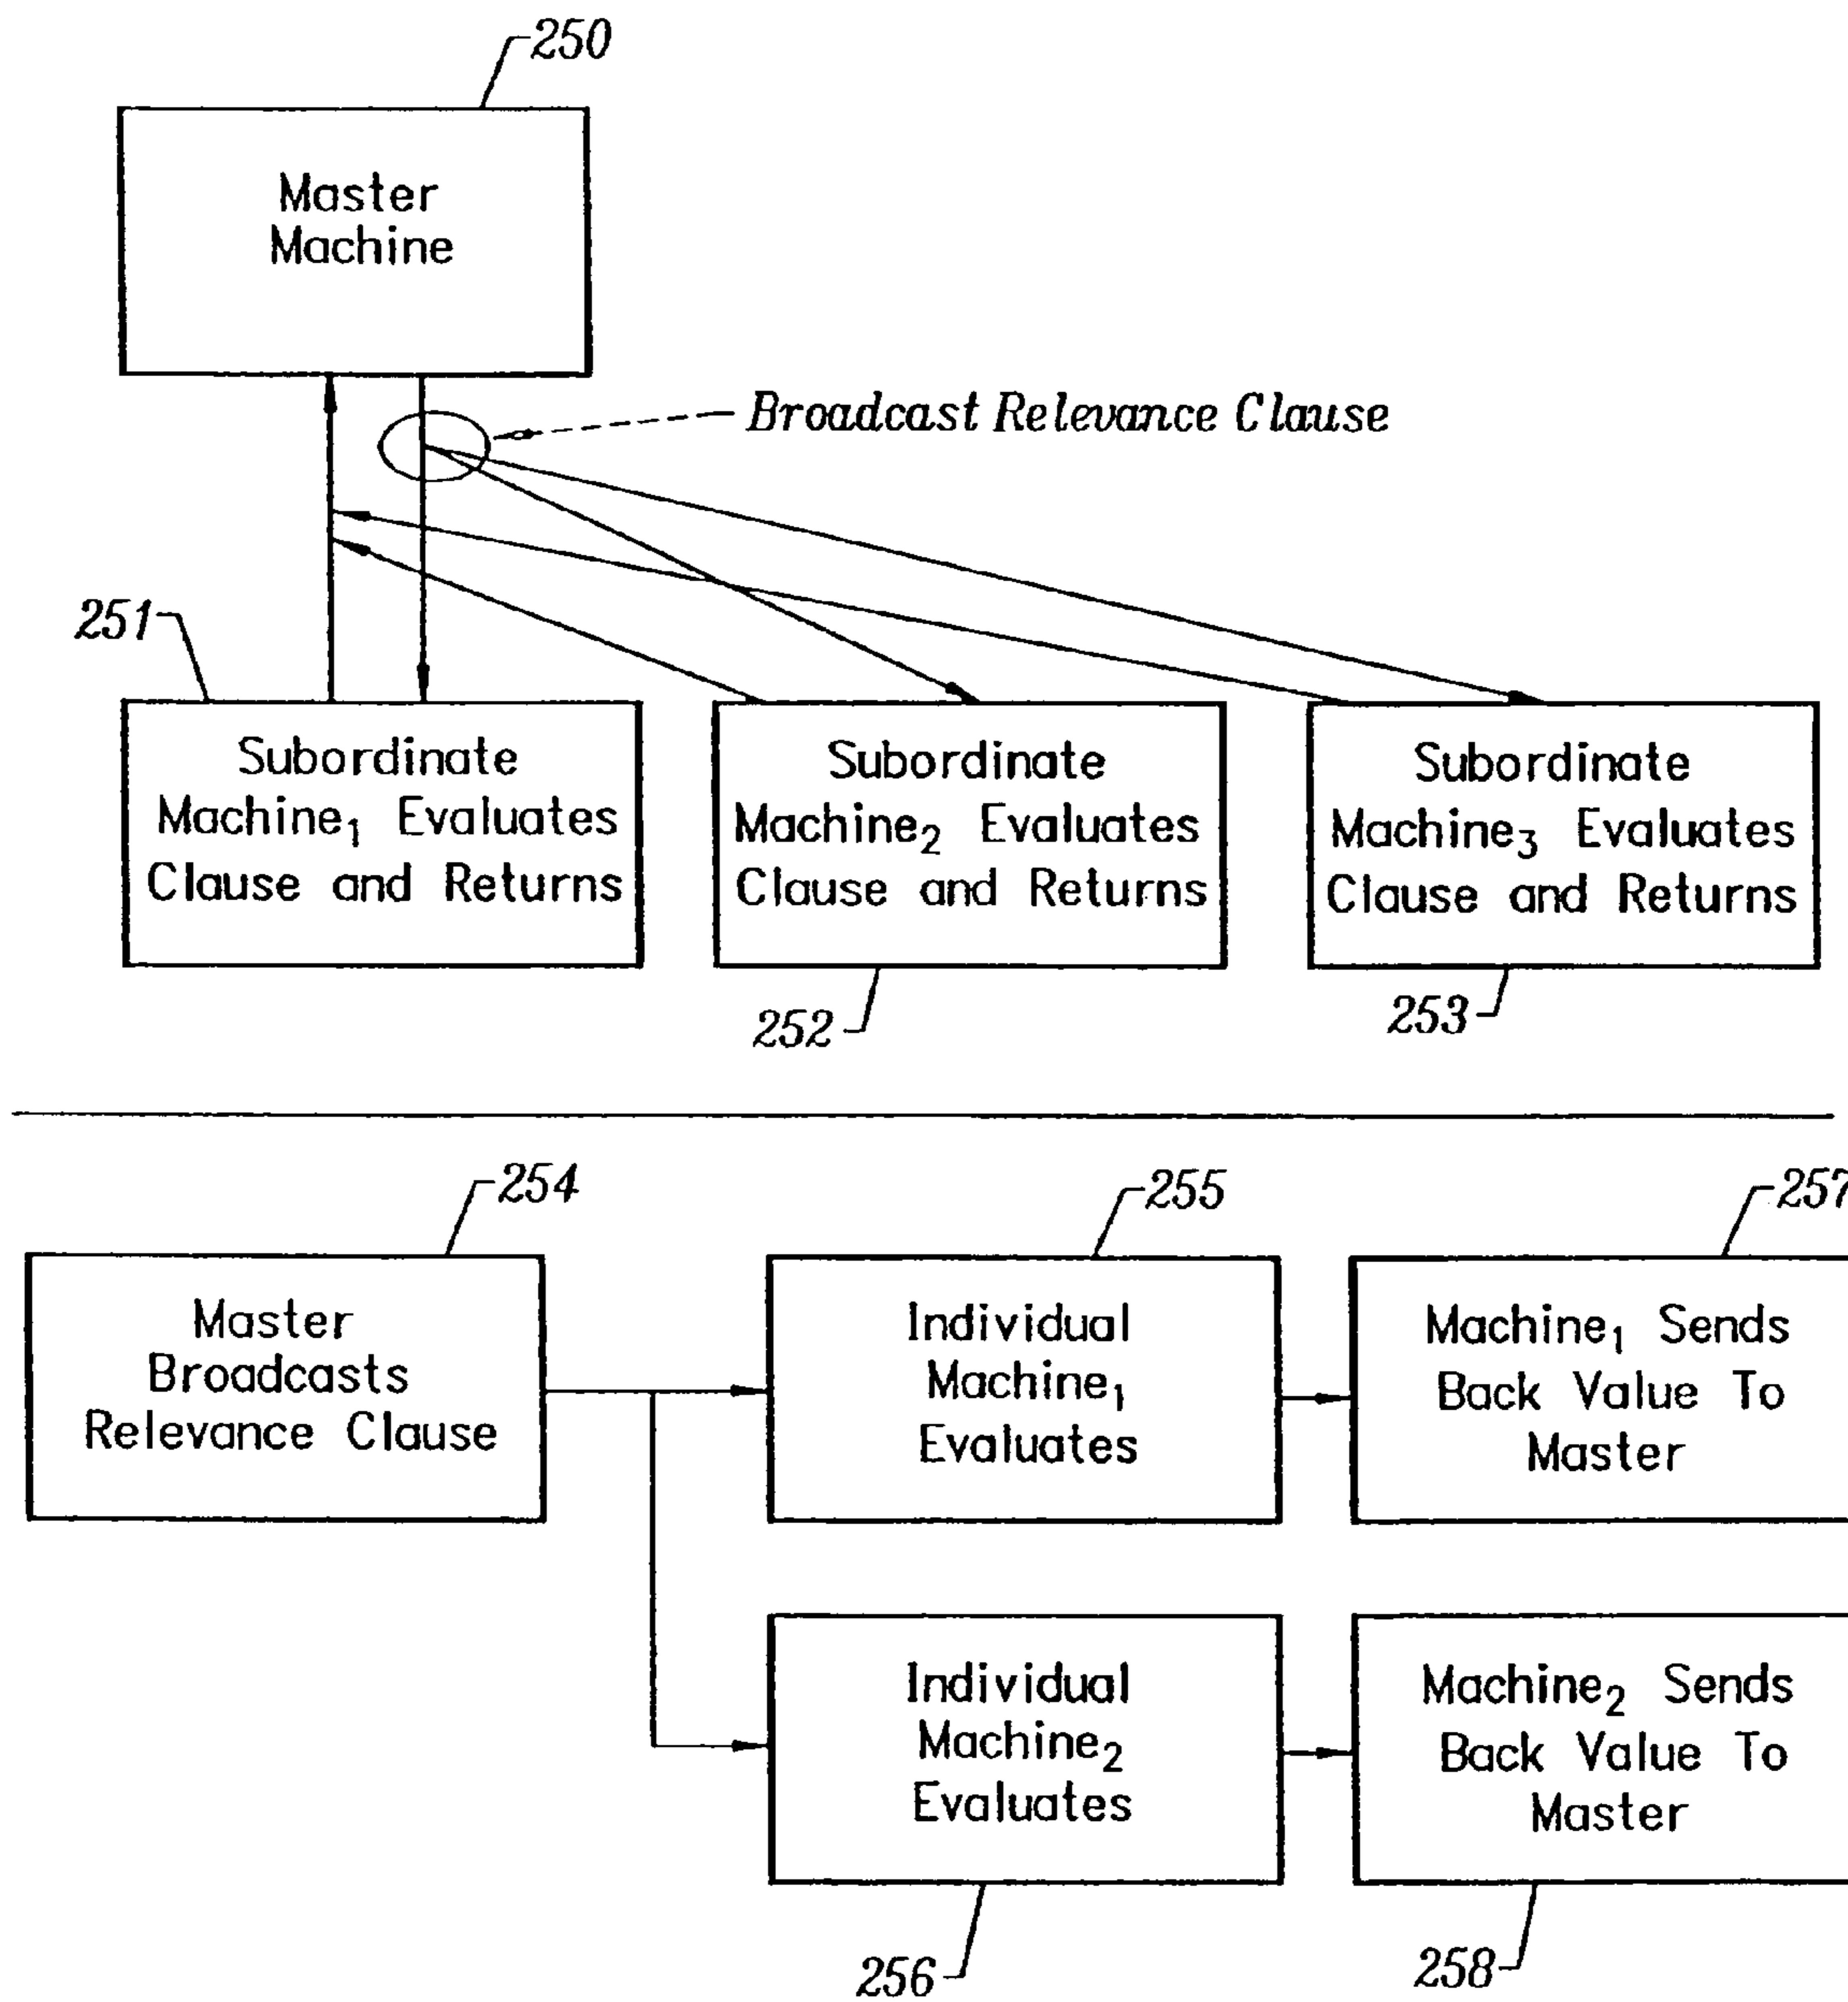 250
Master
Machine
Broadcast Relevance Clause
251
Subordinate
Machine₁ Evaluates
Clause and Returns
Subordinate
Machine₂ Evaluates
Clause and Returns
Subordinate
Machine₃ Evaluates
Clause and Returns
252
253
254
255
257
Master
Broadcasts
Relevance Clause
Individual
Machine₁
Evaluates
Machine₁ Sends
Back Value To
Master
Individual
Machine₂
Evaluates
Machine₂ Sends
Back Value To
Master
256
258